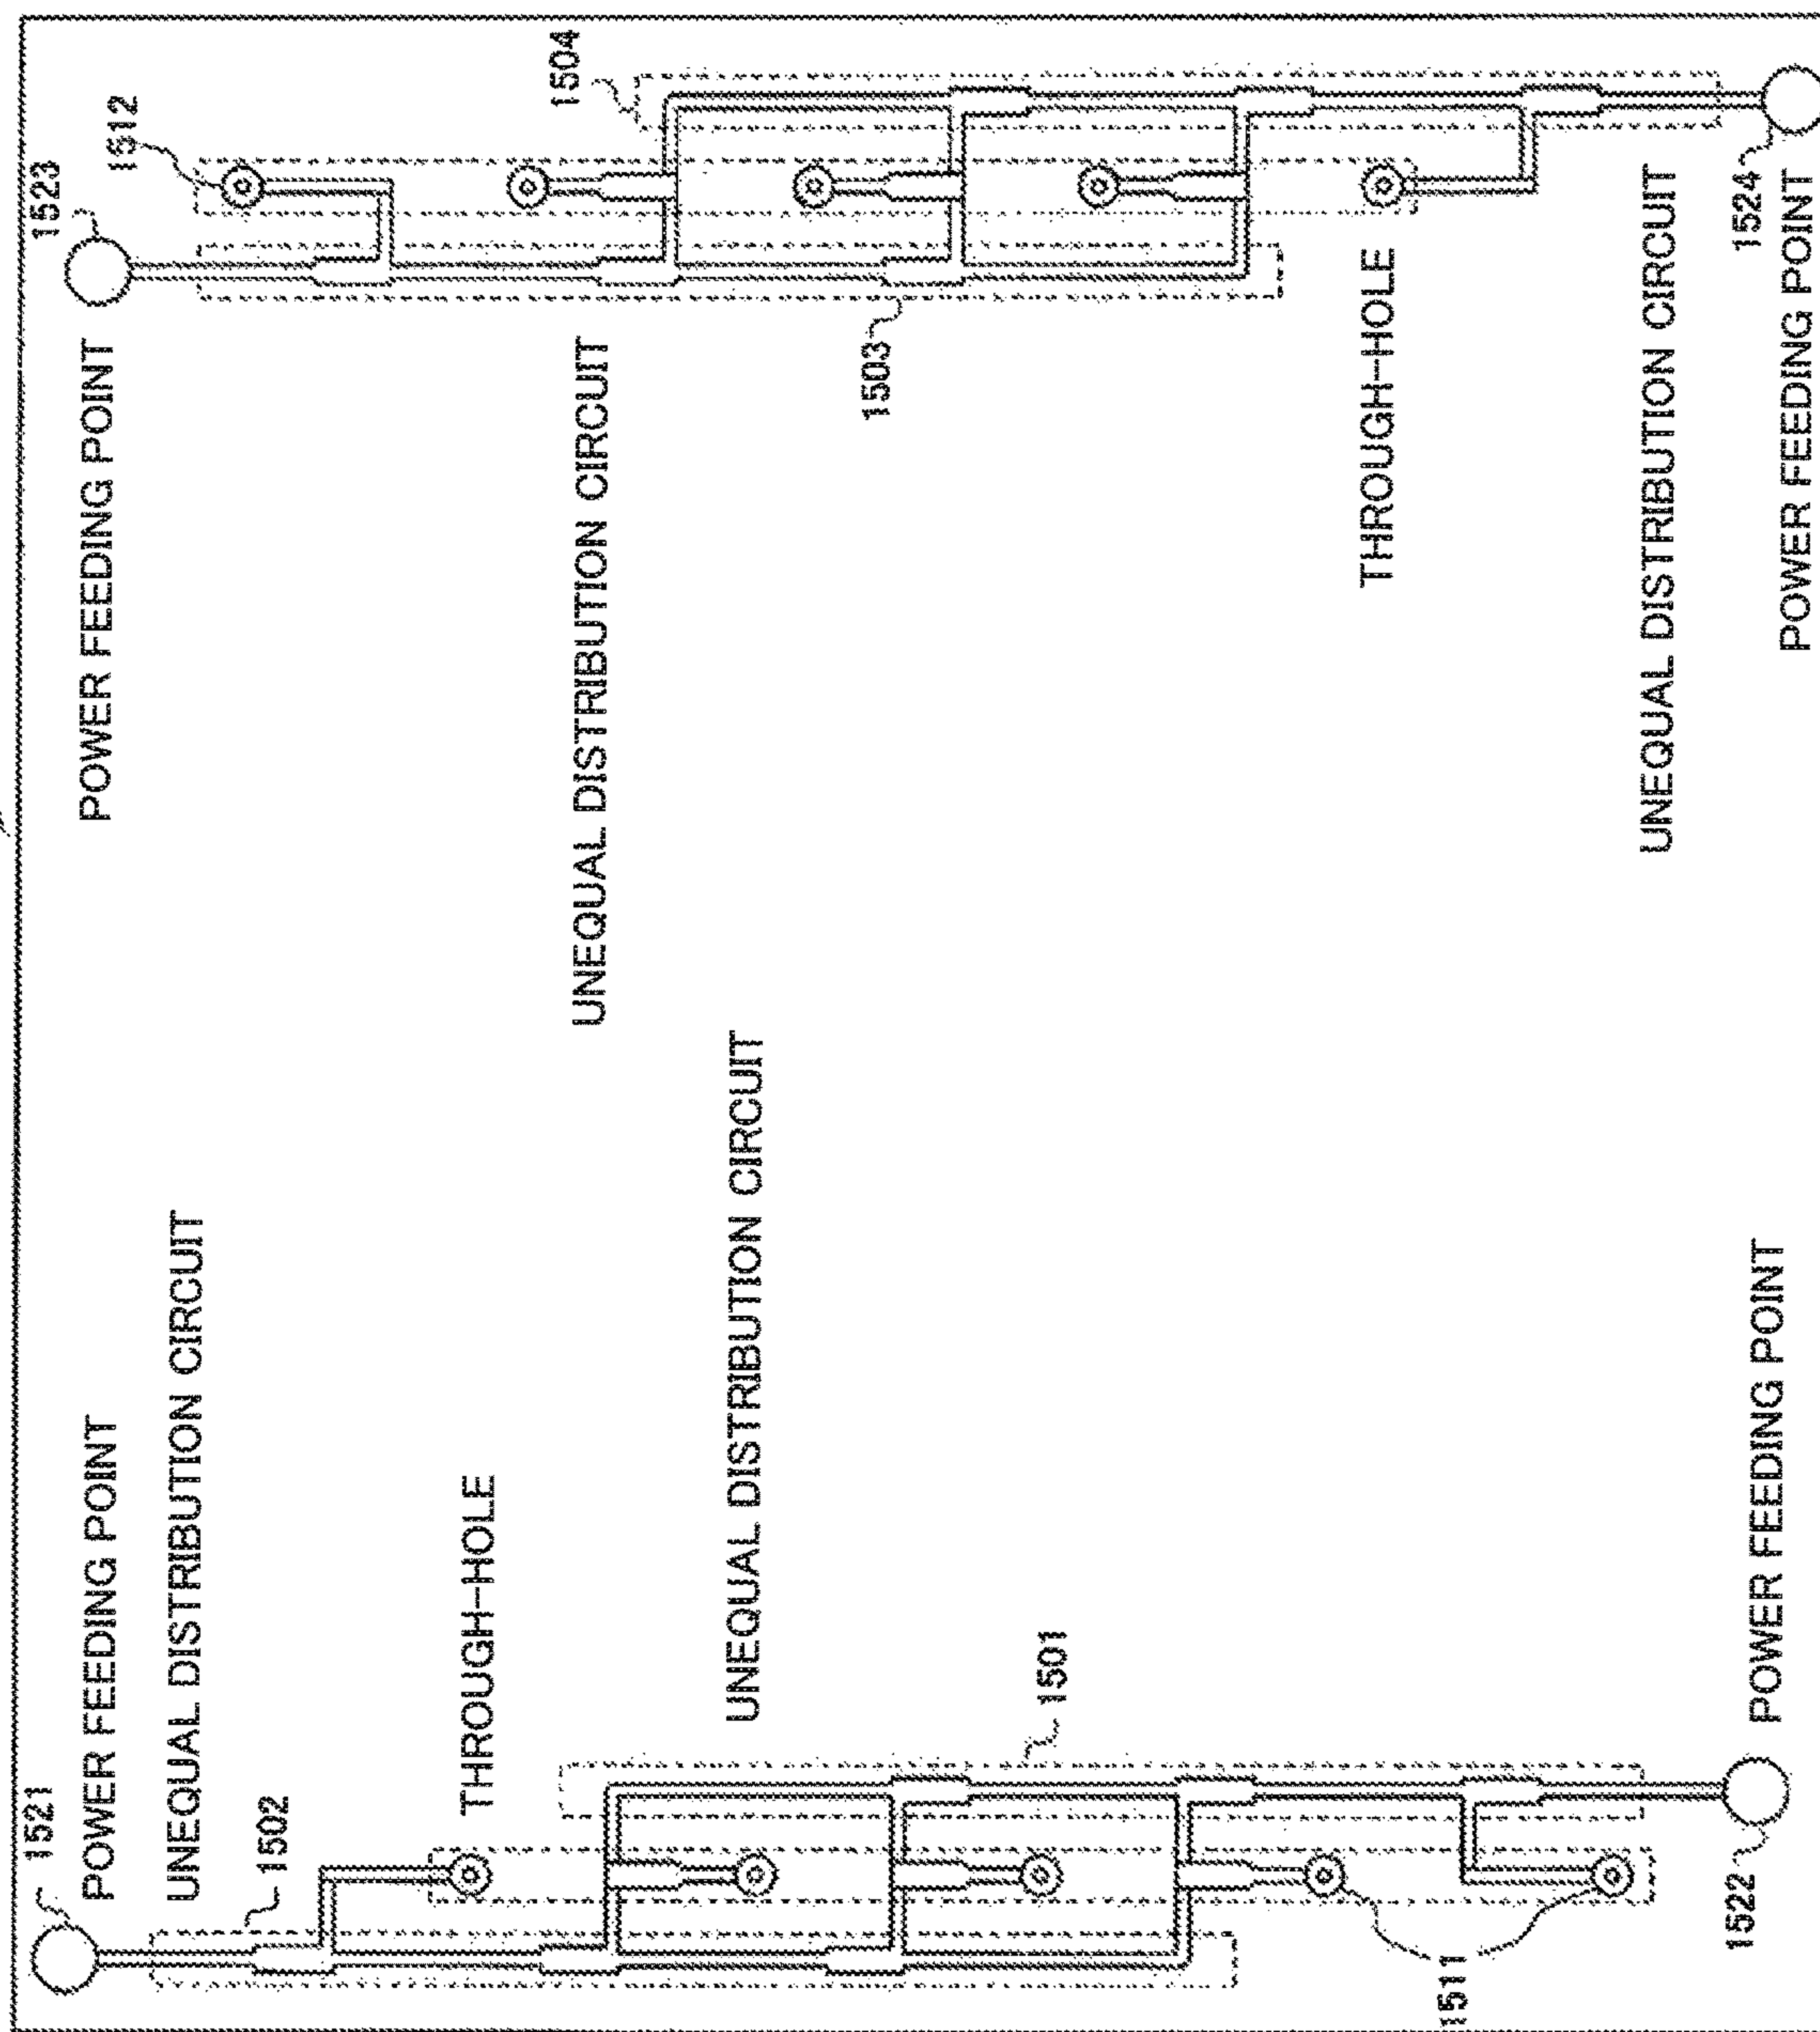 1521
POWER FEEDING POINT
UNEQUAL DISTRIBUTION CIRCUIT
1502
THROUGH-HOLE
UNEQUAL DISTRIBUTION CIRCUIT
1501
1511
1522
POWER FEEDING POINT
1523
POWER FEEDING POINT
1512
UNEQUAL DISTRIBUTION CIRCUIT
1504
1503
THROUGH-HOLE
UNEQUAL DISTRIBUTION CIRCUIT
1524
POWER FEEDING POINT